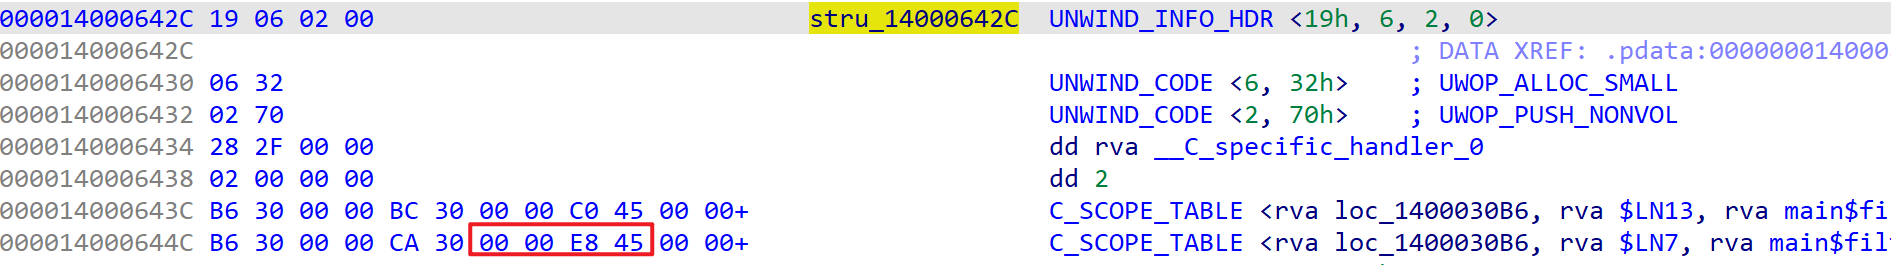 000014000642C 19 06 02 00 stru_14000642C UNWIND_INFO_HDR <19h, 6, 2, 0>
000014000642C ; DATA XREF: .pdata:000000014000
0000140006430 06 32 UNWIND_CODE <6, 32h> ; UWOP_ALLOC_SMALL
0000140006432 02 70 UNWIND_CODE <2, 70h> ; UWOP_PUSH_NONVOL
0000140006434 28 2F 00 00 dd rva __C_specific_handler_0
0000140006438 02 00 00 00 dd 2
000014000643C B6 30 00 00 BC 30 00 00 C0 45 00 00+ C_SCOPE_TABLE <rva loc_1400030B6, rva $LN13, rva main$fi
000014000644C B6 30 00 00 CA 30 00 00 E8 45 00 00+ C_SCOPE_TABLE <rva loc_1400030B6, rva $LN7, rva main$filt